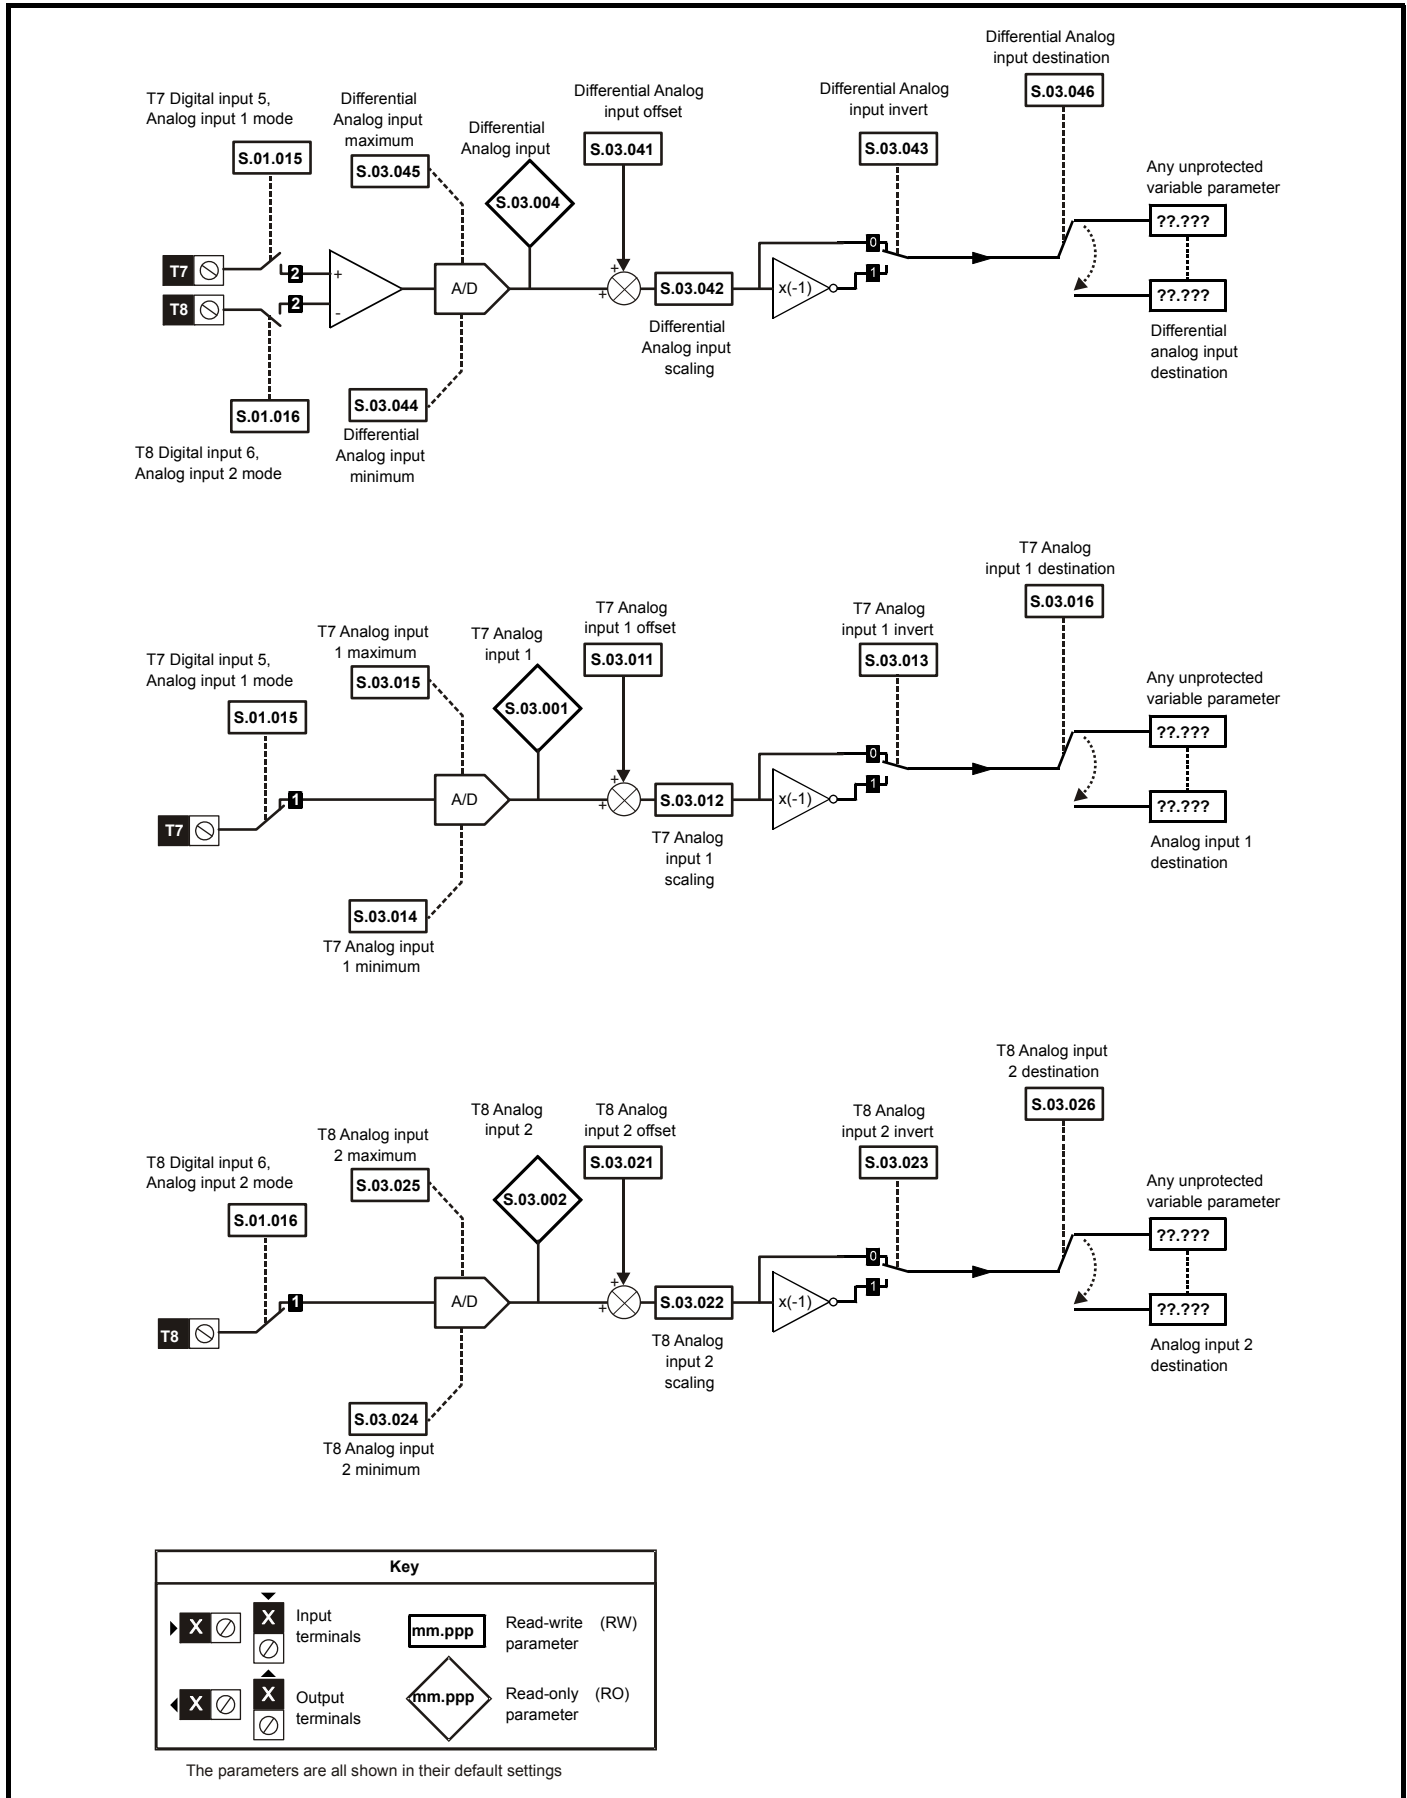 Differential Analog
input destination
S.03.046
T7 Digital input 5,
Analog input 1 mode
S.01.015
Differential
Analog input
maximum
S.03.045
Differential
Analog input
S.03.004
Differential Analog
input offset
S.03.041
Differential Analog
input invert
S.03.043
Any unprotected
variable parameter
??.???
T7
T8
2
2
+
-
A/D
+
+
S.03.042
x(-1)
0
1
??.???
Differential
Analog input
scaling
Differential
analog input
destination
S.01.016
T8 Digital input 6,
Analog input 2 mode
S.03.044
Differential
Analog input
minimum
T7 Analog
input 1 destination
S.03.016
T7 Digital input 5,
Analog input 1 mode
S.01.015
T7 Analog input
1 maximum
S.03.015
T7 Analog
input 1
S.03.001
T7 Analog
input 1 offset
S.03.011
T7 Analog
input 1 invert
S.03.013
Any unprotected
variable parameter
??.???
T7
1
A/D
+
+
S.03.012
x(-1)
0
1
??.???
T7 Analog
input 1
scaling
Analog input 1
destination
S.03.014
T7 Analog input
1 minimum
T8 Analog input
2 destination
S.03.026
T8 Digital input 6,
Analog input 2 mode
S.01.016
T8 Analog input
2 maximum
S.03.025
T8 Analog
input 2
S.03.002
T8 Analog
input 2 offset
S.03.021
T8 Analog
input 2 invert
S.03.023
Any unprotected
variable parameter
??.???
T8
1
A/D
+
+
S.03.022
x(-1)
0
1
??.???
T8 Analog
input 2
scaling
Analog input 2
destination
S.03.024
T8 Analog input
2 minimum
Key
X
X
Input
terminals
mm.ppp
Read-write (RW)
parameter
X
X
Output
terminals
mm.ppp
Read-only (RO)
parameter
The parameters are all shown in their default settings